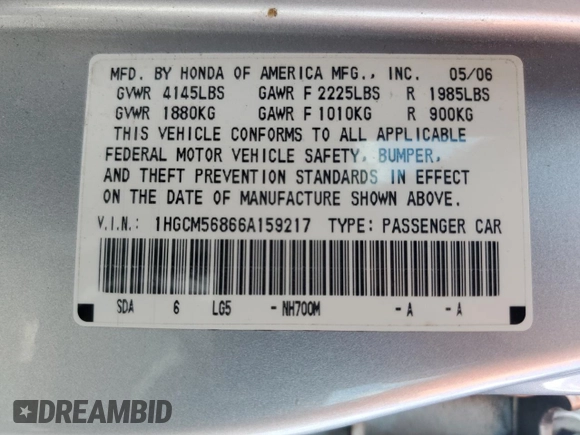 MFD. BY HONDA OF AMERICA MFG., INC. 05/06
GVWR 4145LBS GAWR F 2225LBS R 1985LBS
GVWR 1880KG GAWR F 1010KG R 900KG
THIS VEHICLE CONFORMS TO ALL APPLICABLE
FEDERAL MOTOR VEHICLE SAFETY, BUMPER,
AND THEFT PREVENTION STANDARDS IN EFFECT
ON THE DATE OF MANUFACTURE SHOWN ABOVE.
V.I.N.: 1HGCM56866A159217 TYPE: PASSENGER CAR
SDA 6 LG5 - NH700M - A - A
DREAMBID